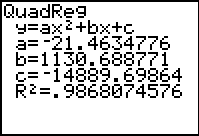 QuadReg
y=ax²+bx+c
a=-21.4634776
b=1130.688771
c=-14889.69864
R²=.9868074576